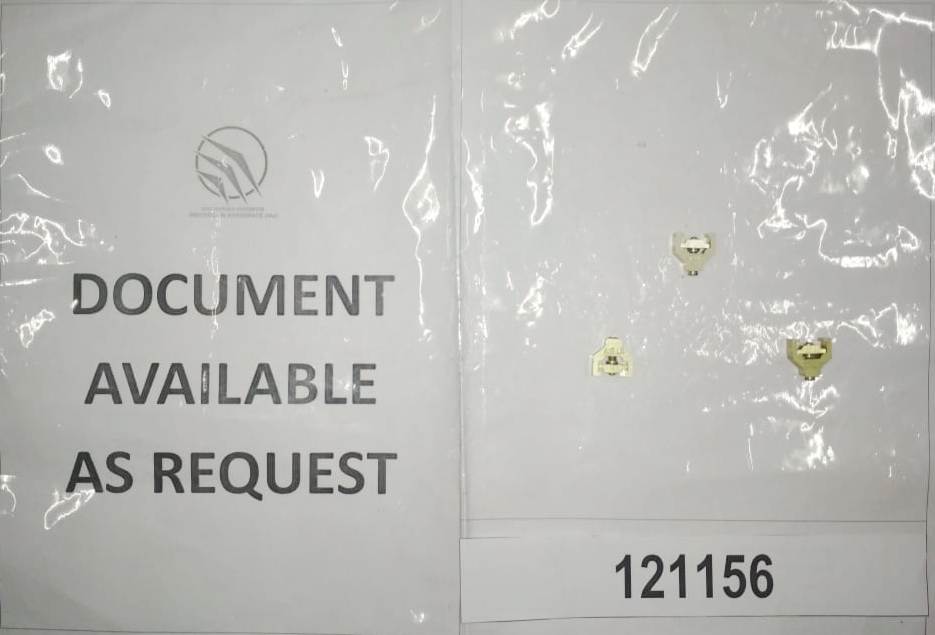 DOCUMENT
AVAILABLE
AS REQUEST
121156